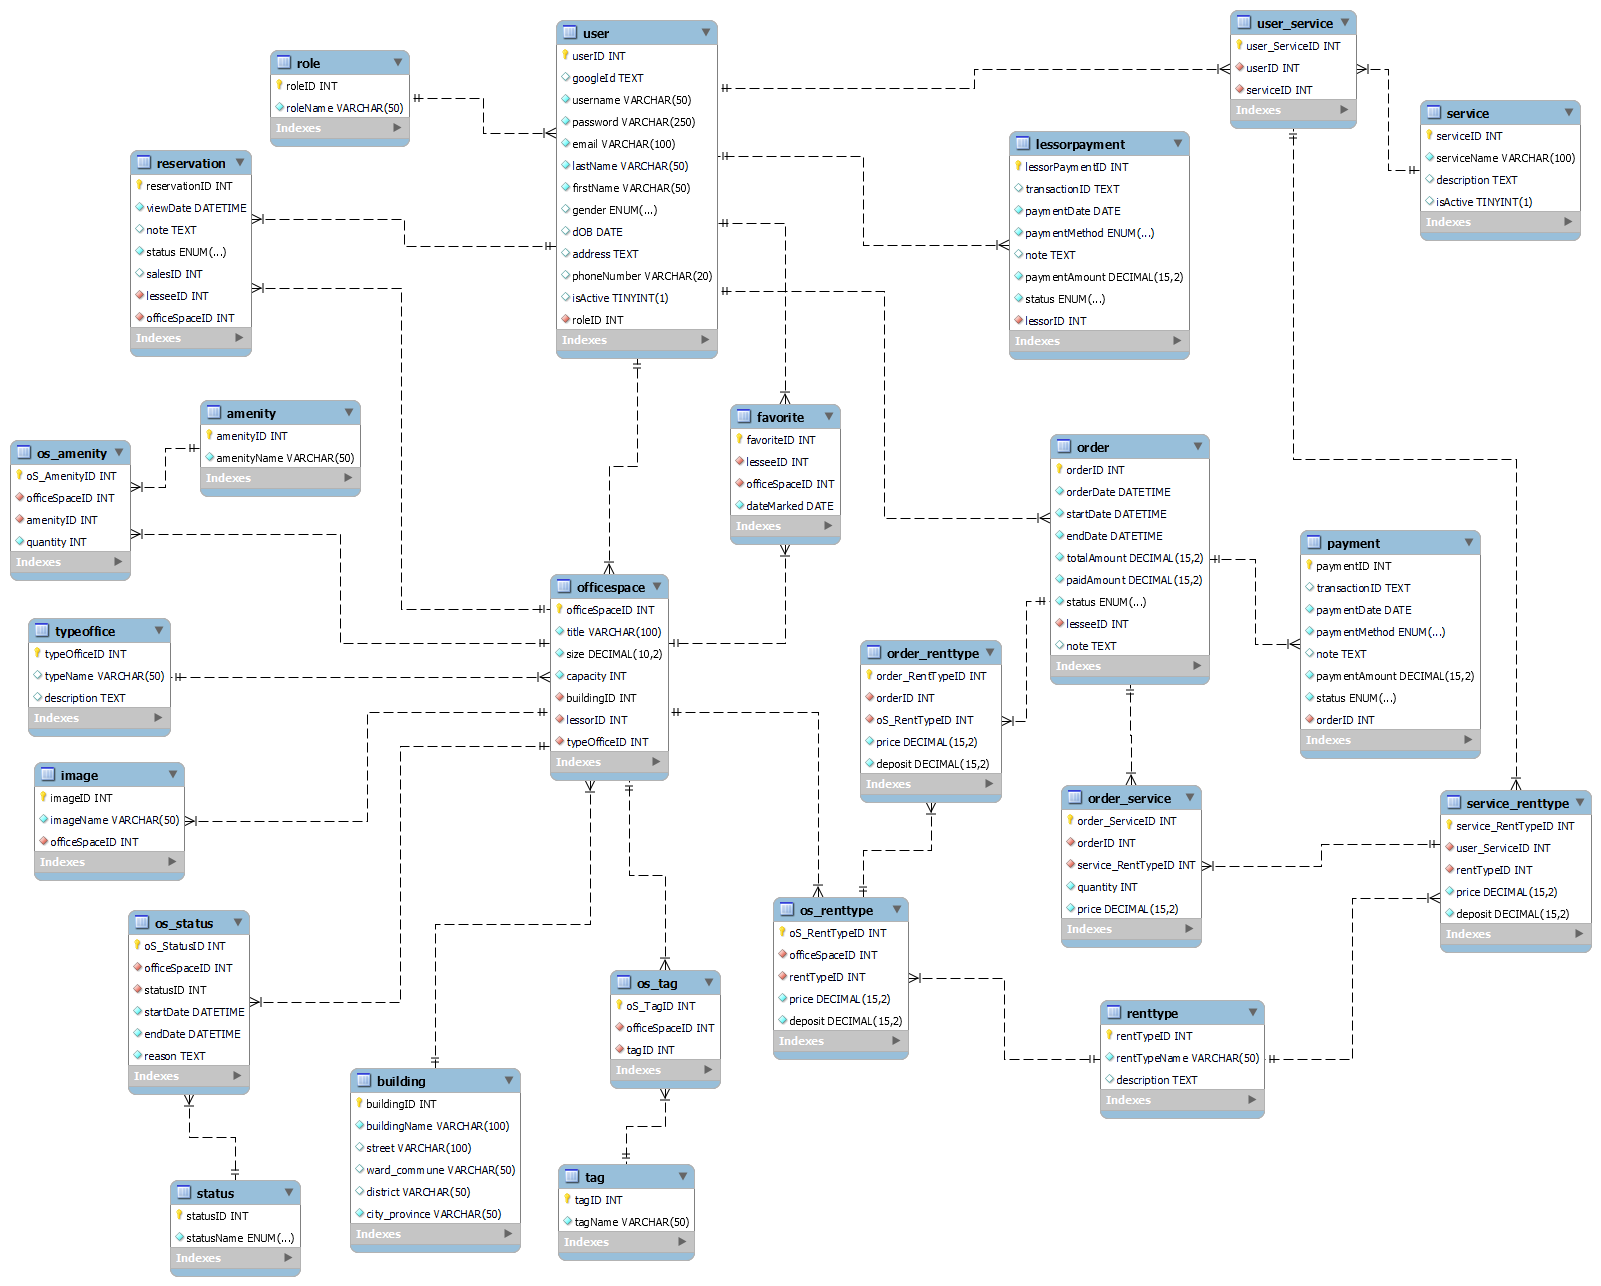 user
userID INT
googleId TEXT
username VARCHAR(50)
password VARCHAR(250)
email VARCHAR(100)
lastName VARCHAR(50)
firstName VARCHAR(50)
gender ENUM(...)
dOB DATE
address TEXT
phoneNumber VARCHAR(20)
isActive TINYINT(1)
roleID INT
Indexes
user_service
user_ServiceID INT
userID INT
serviceID INT
Indexes
role
roleID INT
roleName VARCHAR(50)
Indexes
service
serviceID INT
serviceName VARCHAR(100)
description TEXT
isActive TINYINT(1)
Indexes
lessorpayment
lessorPaymentID INT
transactionID TEXT
paymentDate DATE
paymentMethod ENUM(...)
note TEXT
paymentAmount DECIMAL(15,2)
status ENUM(...)
lessorID INT
Indexes
reservation
reservationID INT
viewDate DATETIME
note TEXT
status ENUM(...)
salesID INT
lesseeID INT
officeSpaceID INT
Indexes
amenity
amenityID INT
amenityName VARCHAR(50)
Indexes
favorite
favoriteID INT
lesseeID INT
officeSpaceID INT
dateMarked DATE
Indexes
os_amenity
oS_AmenityID INT
officeSpaceID INT
amenityID INT
quantity INT
Indexes
order
orderID INT
orderDate DATETIME
startDate DATETIME
endDate DATETIME
totalAmount DECIMAL(15,2)
paidAmount DECIMAL(15,2)
status ENUM(...)
lesseeID INT
note TEXT
Indexes
payment
paymentID INT
transactionID TEXT
paymentDate DATE
paymentMethod ENUM(...)
note TEXT
paymentAmount DECIMAL(15,2)
status ENUM(...)
orderID INT
Indexes
officespace
officeSpaceID INT
title VARCHAR(100)
size DECIMAL(10,2)
capacity INT
buildingID INT
lessorID INT
typeOfficeID INT
Indexes
typeoffice
typeOfficeID INT
typeName VARCHAR(50)
description TEXT
Indexes
order_renttype
order_RentTypeID INT
orderID INT
oS_RentTypeID INT
price DECIMAL(15,2)
deposit DECIMAL(15,2)
Indexes
image
imageID INT
imageName VARCHAR(50)
officeSpaceID INT
Indexes
order_service
order_ServiceID INT
orderID INT
service_RentTypeID INT
quantity INT
price DECIMAL(15,2)
Indexes
service_renttype
service_RentTypeID INT
user_ServiceID INT
rentTypeID INT
price DECIMAL(15,2)
deposit DECIMAL(15,2)
Indexes
os_renttype
oS_RentTypeID INT
officeSpaceID INT
rentTypeID INT
price DECIMAL(15,2)
deposit DECIMAL(15,2)
Indexes
os_status
oS_StatusID INT
officeSpaceID INT
statusID INT
startDate DATETIME
endDate DATETIME
reason TEXT
Indexes
os_tag
oS_TagID INT
officeSpaceID INT
tagID INT
Indexes
renttype
rentTypeID INT
rentTypeName VARCHAR(50)
description TEXT
Indexes
building
buildingID INT
buildingName VARCHAR(100)
street VARCHAR(100)
ward_commune VARCHAR(50)
district VARCHAR(50)
city_province VARCHAR(50)
Indexes
tag
tagID INT
tagName VARCHAR(50)
Indexes
status
statusID INT
statusName ENUM(...)
Indexes